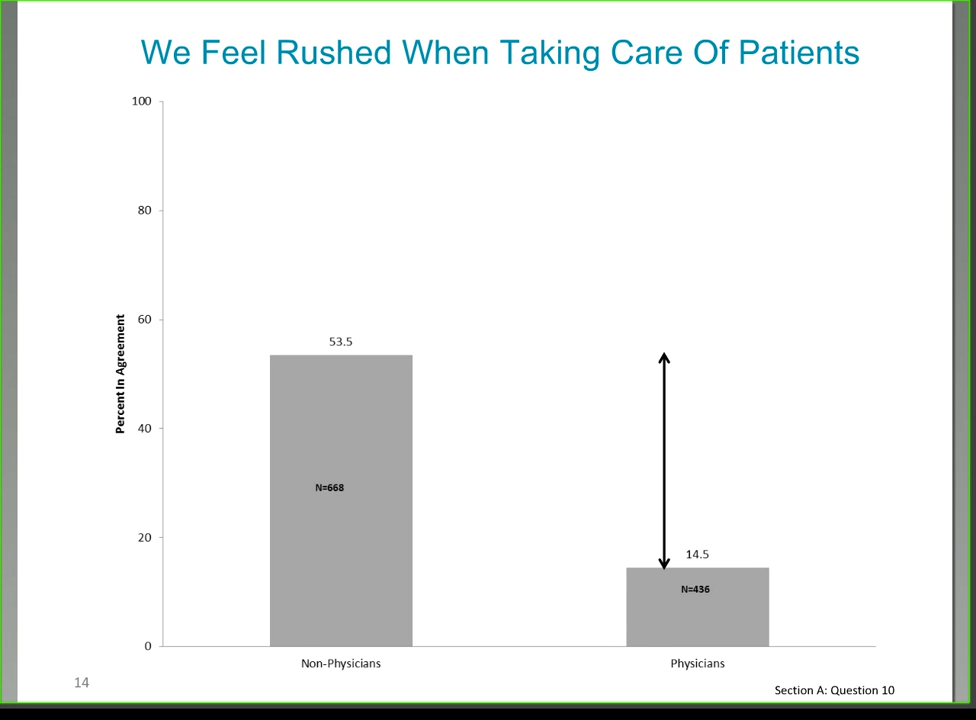 We Feel Rushed When Taking Care Of Patients
100
80
60
40
20
0
Percent In Agreement
53.5
N=668
14.5
N=436
Non-Physicians
Physicians
14
Section A: Question 10